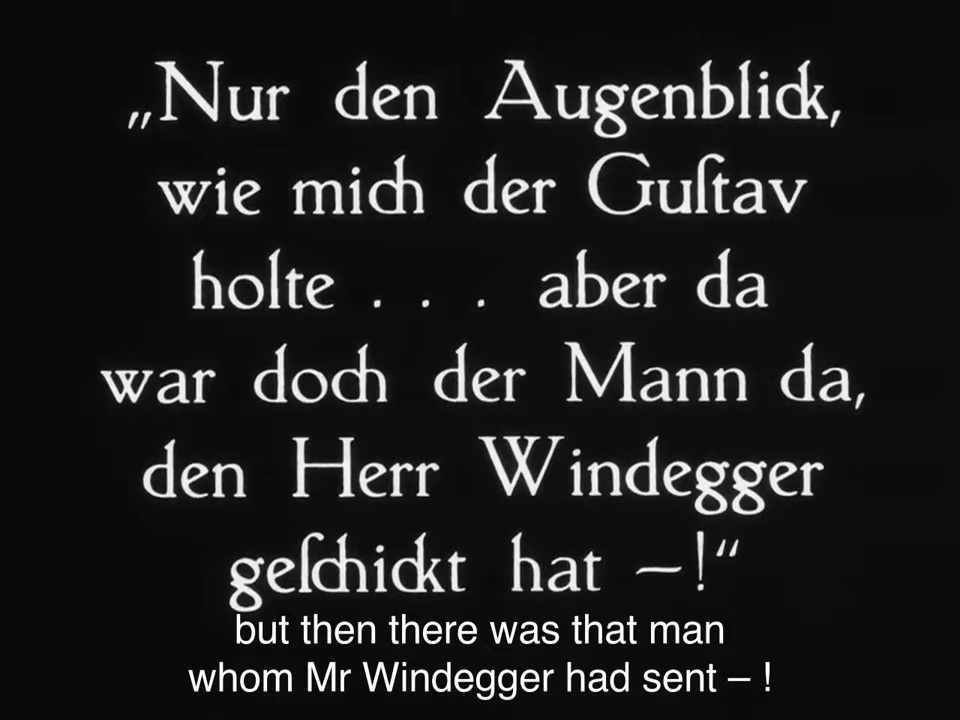 „Nur den Augenblick,
wie mich der Guſtav
holte . . . aber da
war doch der Mann da,
den Herr Windegger
geſchickt hat –!“
but then there was that man
whom Mr Windegger had sent – !